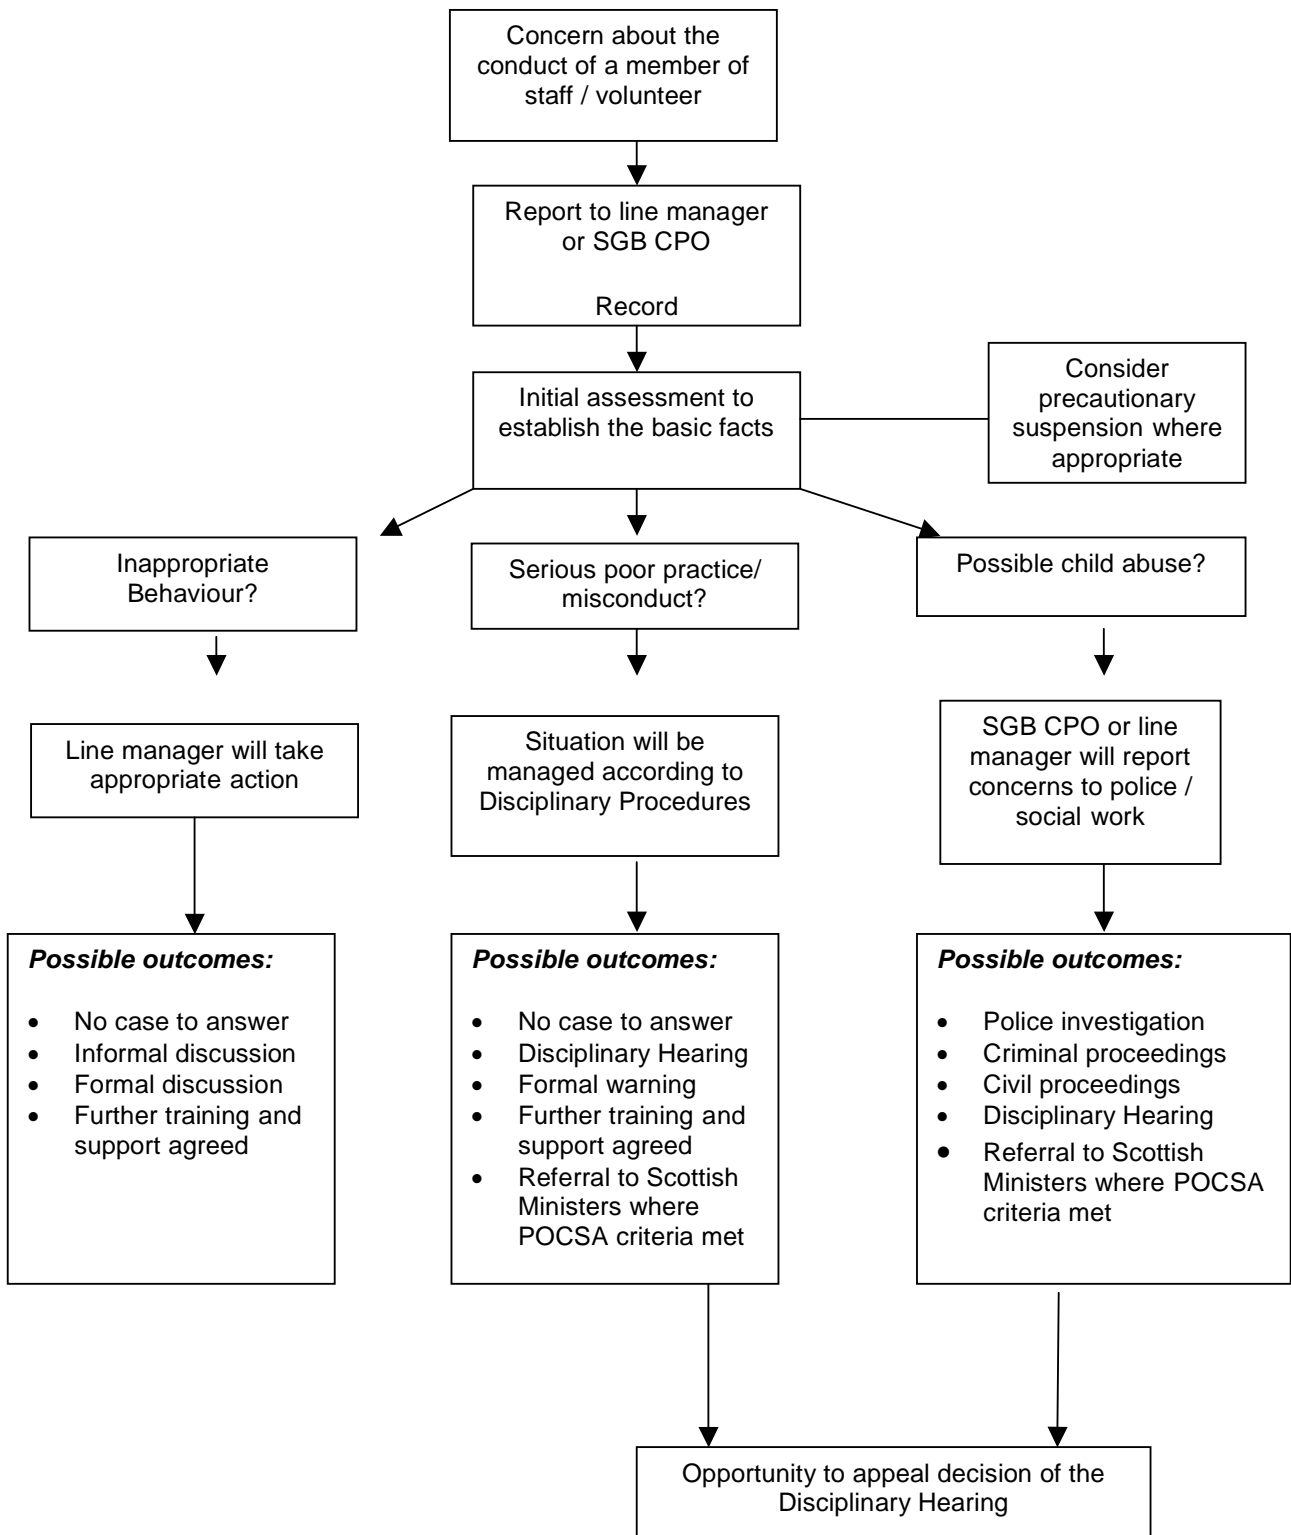 Concern about the
conduct of a member of
staff / volunteer
Report to line manager
or SGB CPO
Record
Initial assessment to
establish the basic facts
Consider
precautionary
suspension where
appropriate
Inappropriate
Behaviour?
Serious poor practice/
misconduct?
Possible child abuse?
Line manager will take
appropriate action
Situation will be
managed according to
Disciplinary Procedures
SGB CPO or line
manager will report
concerns to police /
social work
Possible outcomes:
• No case to answer
• Informal discussion
• Formal discussion
• Further training and
support agreed
Possible outcomes:
• No case to answer
• Disciplinary Hearing
• Formal warning
• Further training and
support agreed
• Referral to Scottish
Ministers where
POCSA criteria met
Possible outcomes:
• Police investigation
• Criminal proceedings
• Civil proceedings
• Disciplinary Hearing
• Referral to Scottish
Ministers where POCSA
criteria met
Opportunity to appeal decision of the
Disciplinary Hearing